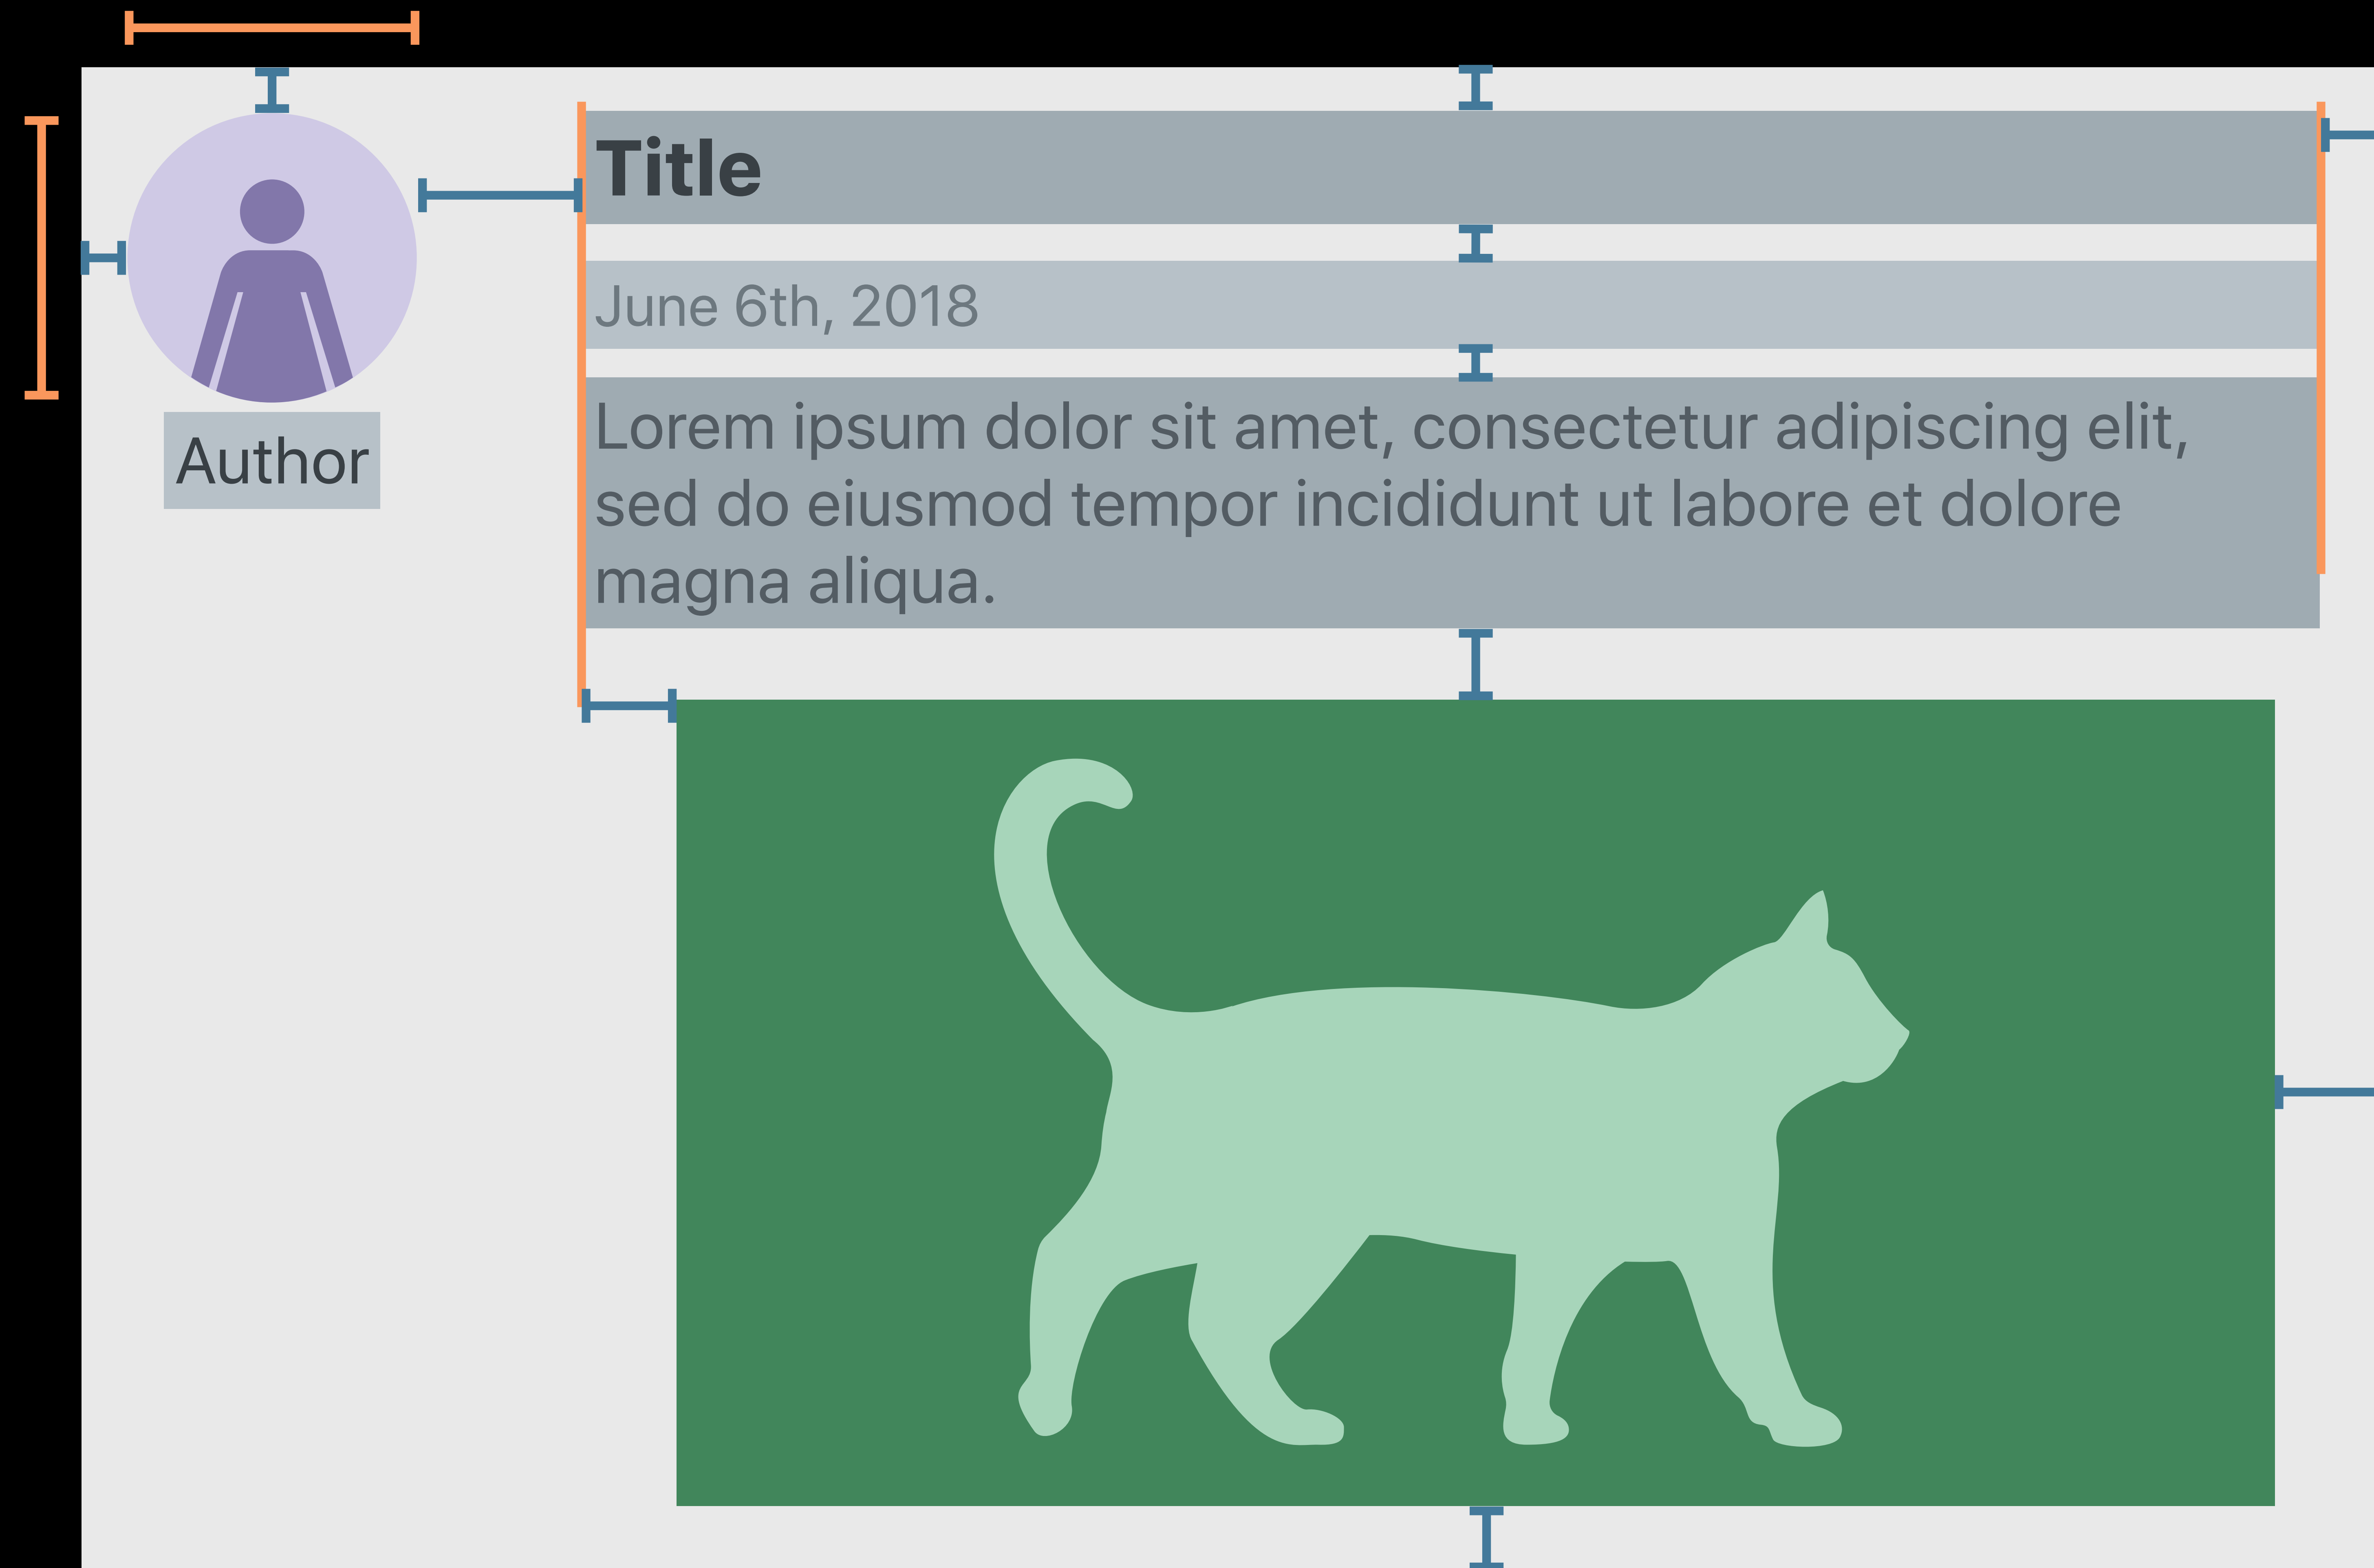 Title
June 6th, 2018
Author
Lorem ipsum dolor sit amet, consectetur adipiscing elit,
sed do eiusmod tempor incididunt ut labore et dolore
magna aliqua.